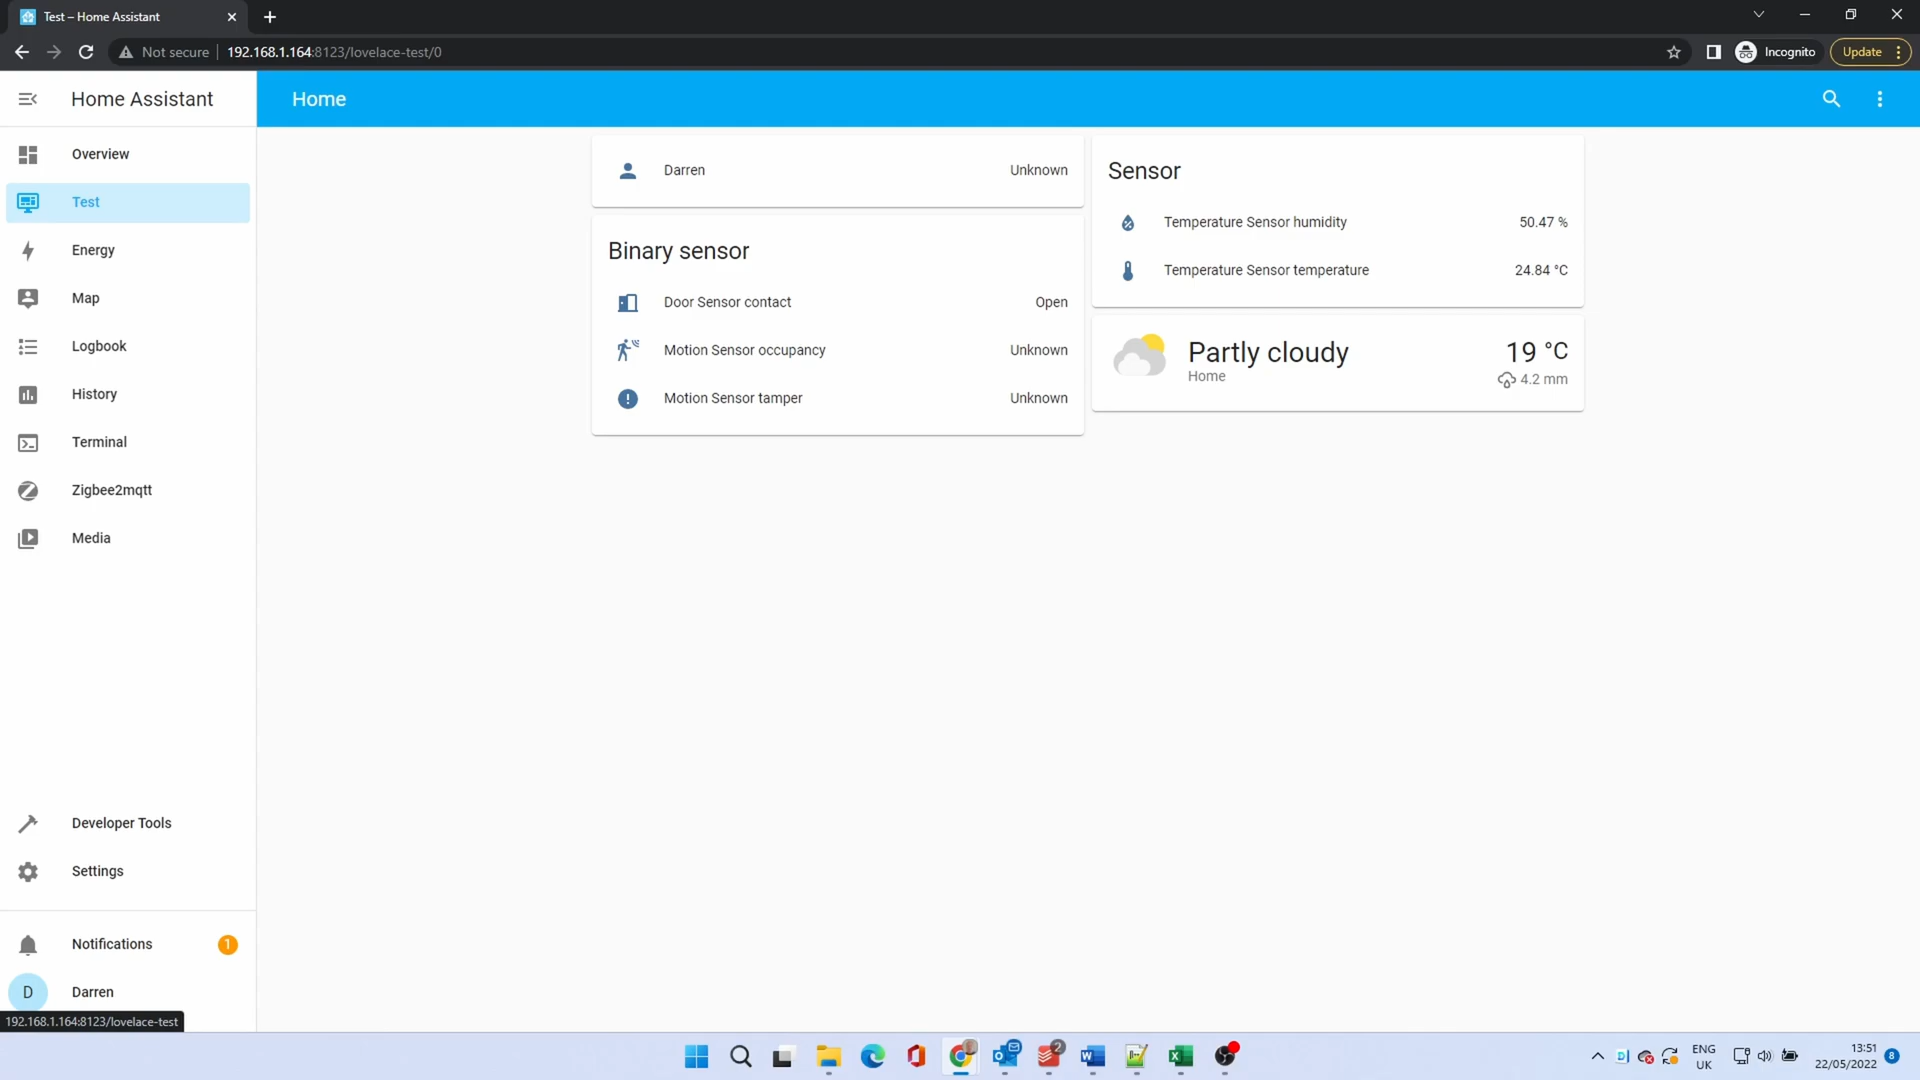 Test – Home Assistant
Not secure 192.168.1.164:8123/lovelace-test/0
Incognito
Update
Home Assistant
Home
Overview
Test
Energy
Map
Logbook
History
Terminal
Zigbee2mqtt
Media
Developer Tools
Settings
Notifications 1
D Darren
192.168.1.164:8123/lovelace-test
Darren Unknown
Binary sensor
Door Sensor contact Open
Motion Sensor occupancy Unknown
Motion Sensor tamper Unknown
Sensor
Temperature Sensor humidity 50.47 %
Temperature Sensor temperature 24.84 °C
Partly cloudy 19 °C
Home 4.2 mm
2
D
ENG
UK
13:51
22/05/2022
8